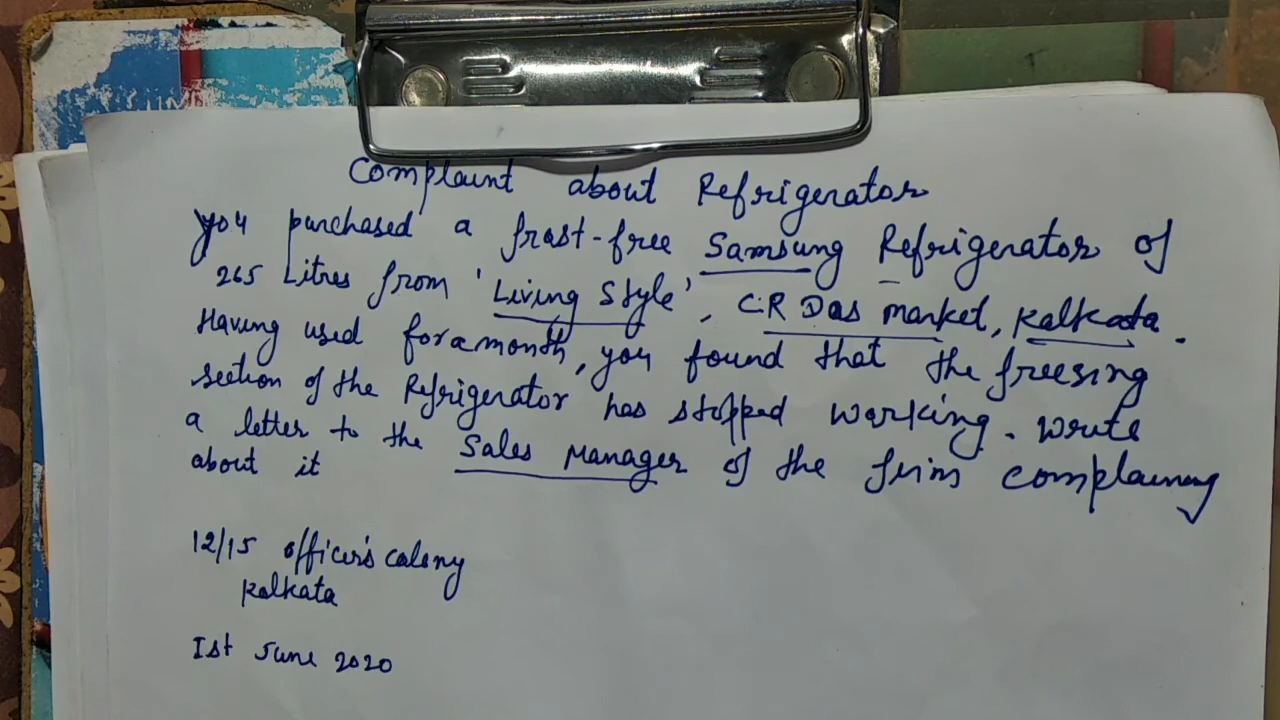 Complaint about Refrigerator
you purchased a frost-free Samsung Refrigerator of
265 Litres from 'Living Style', C.R Das market, Kolkata.
Having used for a month, you found that the freesing
section of the Refrigerator has stopped working. Write
a letter to the Sales Manager of the firm complaining
about it
12/15 officer's colony
Kolkata
Ist June 2020